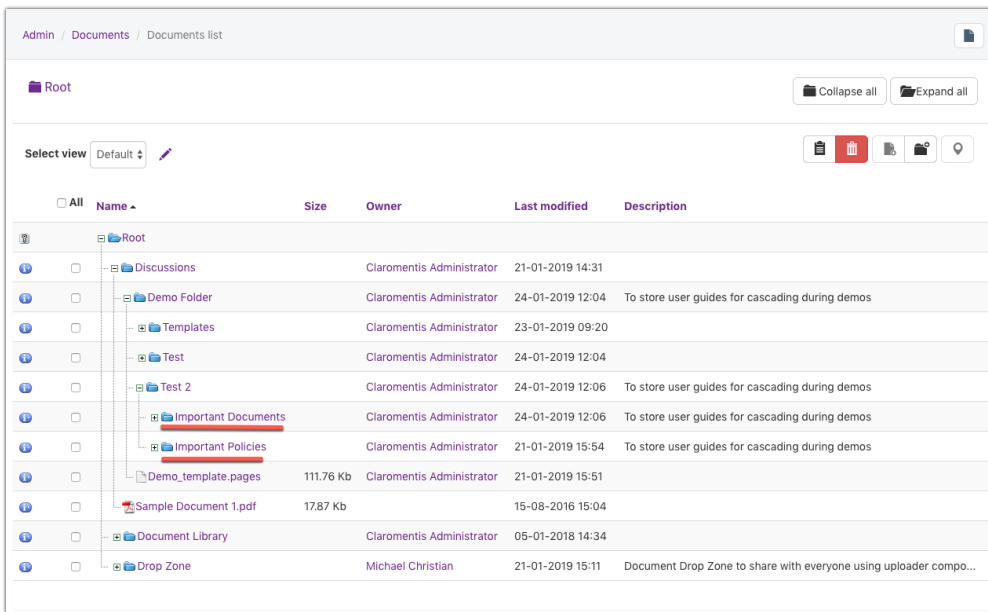 Admin / Documents / Documents list
Root
Collapse all Expand all
Select view Default
All Name Size Owner Last modified Description
Root
Discussions Claromentis Administrator 21-01-2019 14:31
Demo Folder Claromentis Administrator 24-01-2019 12:04 To store user guides for cascading during demos
Templates Claromentis Administrator 23-01-2019 09:20
Test Claromentis Administrator 24-01-2019 12:04
Test 2 Claromentis Administrator 24-01-2019 12:06 To store user guides for cascading during demos
Important Documents Claromentis Administrator 24-01-2019 12:06 To store user guides for cascading during demos
Important Policies Claromentis Administrator 21-01-2019 15:54 To store user guides for cascading during demos
Demo_template.pages 111.76 Kb Claromentis Administrator 21-01-2019 15:51
Sample Document 1.pdf 17.87 Kb 15-08-2016 15:04
Document Library Claromentis Administrator 05-01-2018 14:34
Drop Zone Michael Christian 21-01-2019 15:11 Document Drop Zone to share with everyone using uploader compo...